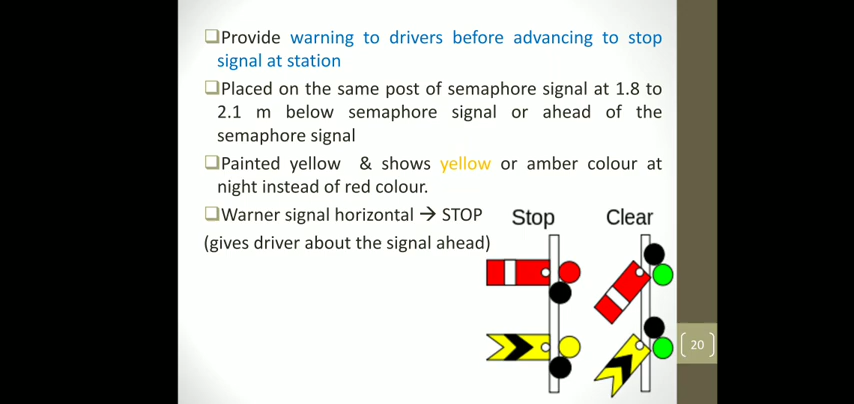 ❑Provide warning to drivers before advancing to stop
signal at station
❑Placed on the same post of semaphore signal at 1.8 to
2.1 m below semaphore signal or ahead of the
semaphore signal
❑Painted yellow & shows yellow or amber colour at
night instead of red colour.
❑Warner signal horizontal → STOP
(gives driver about the signal ahead)
Stop
Clear
20